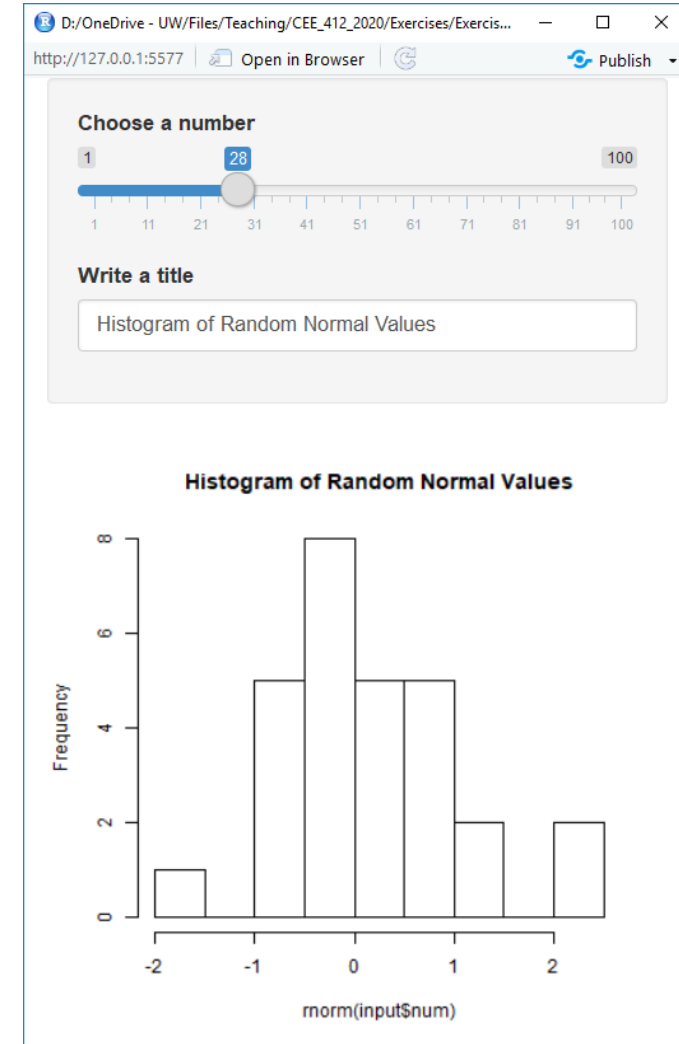 D:/OneDrive - UW/Files/Teaching/CEE_412_2020/Exercises/Exercis...
http://127.0.0.1:5577 Open in Browser Publish
Choose a number
1 28 100
1 11 21 31 41 51 61 71 81 91 100
Write a title
Histogram of Random Normal Values
Histogram of Random Normal Values
8
6
4
2
0
Frequency
-2 -1 0 1 2
rnorm(input$num)